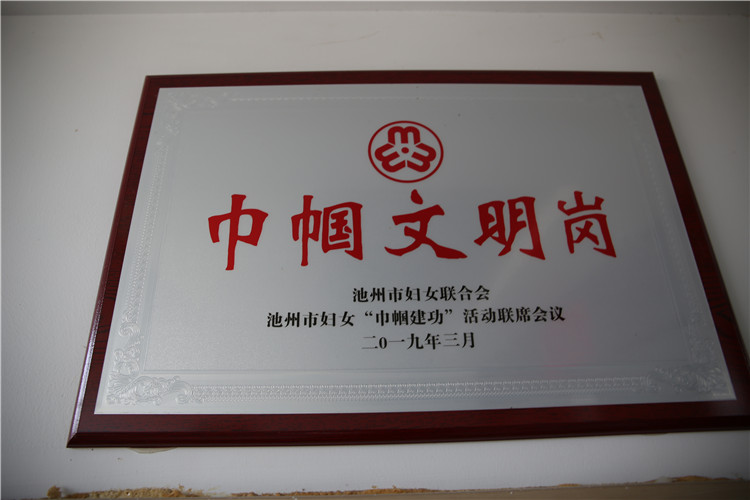 巾帼文明岗
池州市妇女联合会
池州市妇女“巾帼建功”活动联席会议
二0一九年三月